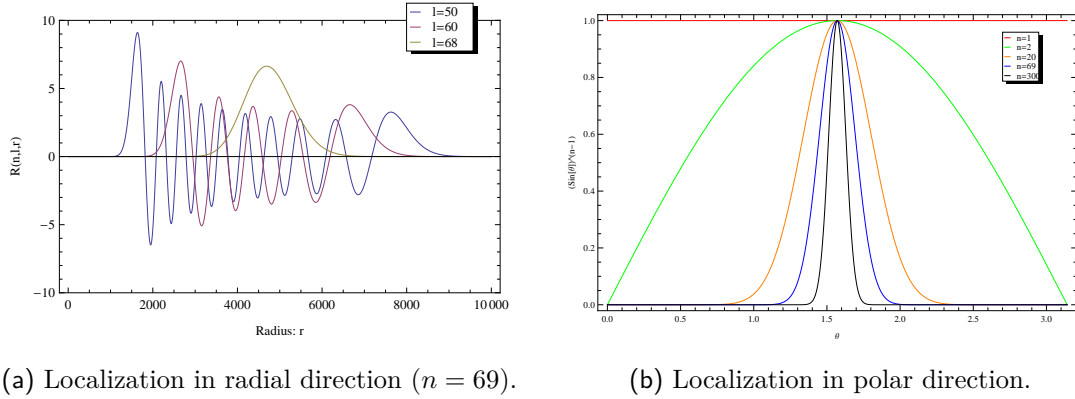 l=50
l=60
l=68
10
5
0
−5
−10
R(n,l,r)
0
2000
4000
6000
8000
10 000
Radius: r
1.0
0.8
0.6
0.4
0.2
0.0
(Sin[θ])^(n−1)
n=1
n=2
n=20
n=69
n=300
0.0
0.5
1.0
1.5
2.0
2.5
3.0
θ
(a) Localization in radial direction (n = 69).
(b) Localization in polar direction.